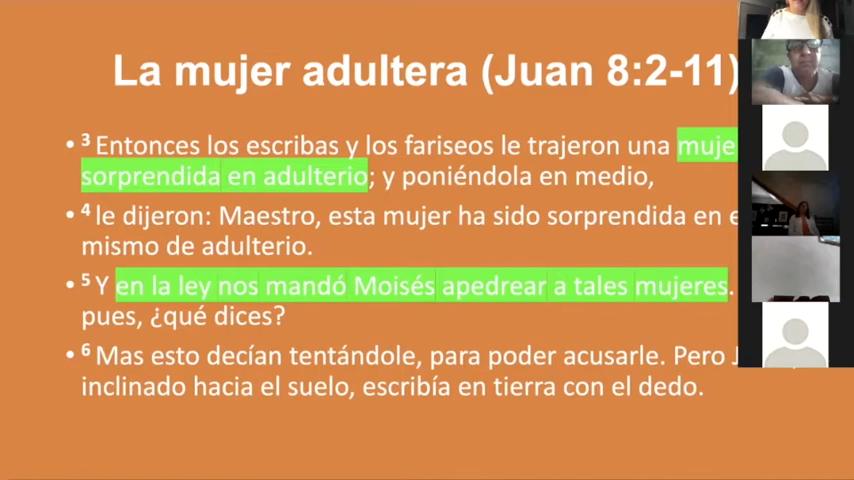 La mujer adultera (Juan 8:2-11)
• ³ Entonces los escribas y los fariseos le trajeron una
sorprendida en adulterio; y poniéndola en medio,
• ⁴ le dijeron: Maestro, esta mujer ha sido sorprendida en
mismo de adulterio.
• ⁵ Y en la ley nos mandó Moisés apedrear a tales mujeres.
pues, ¿qué dices?
• ⁶ Mas esto decían tentándole, para poder acusarle. Pero
inclinado hacia el suelo, escribía en tierra con el dedo.